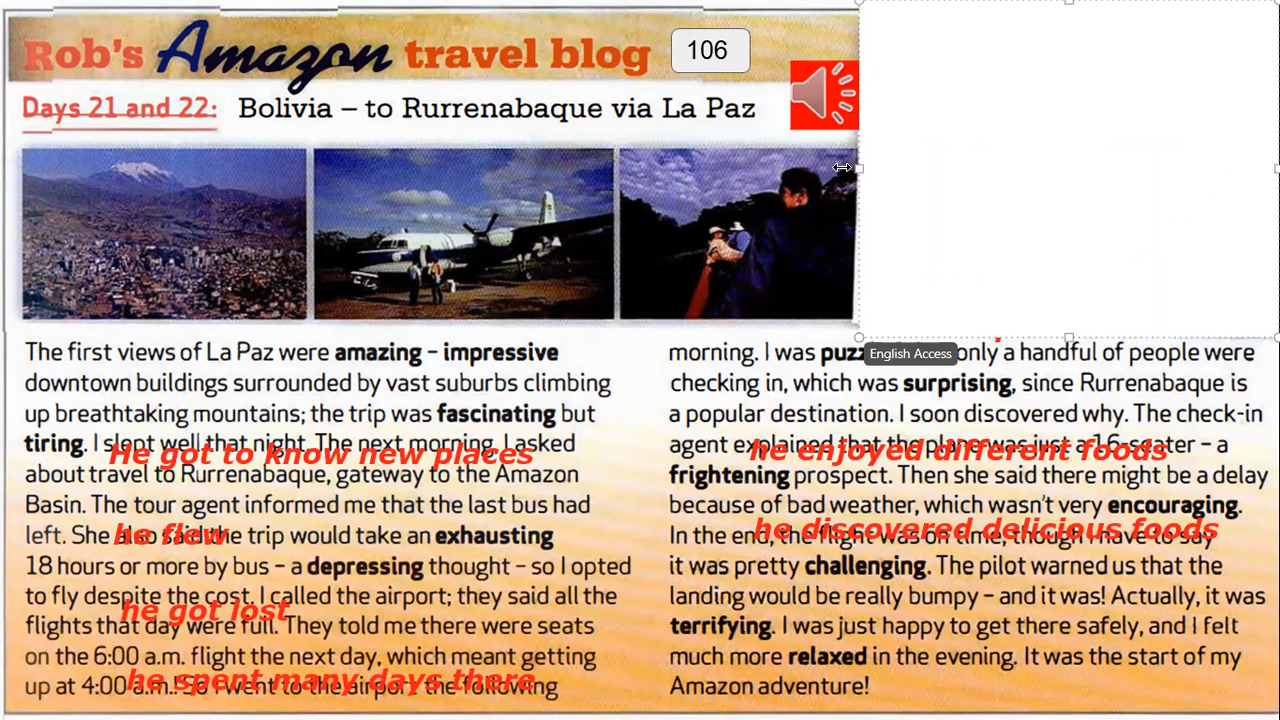 Rob's Amazon travel blog
106
Days 21 and 22: Bolivia – to Rurrenabaque via La Paz
The first views of La Paz were amazing – impressive
downtown buildings surrounded by vast suburbs climbing
up breathtaking mountains; the trip was fascinating but
tiring. I slept well that night. The next morning, I asked
He got to know new places
about travel to Rurrenabaque, gateway to the Amazon
Basin. The tour agent informed me that the last bus had
left. She also said the trip would take an exhausting
he flew
18 hours or more by bus – a depressing thought – so I opted
to fly despite the cost. I called the airport; they said all the
he got lost
flights that day were full. They told me there were seats
on the 6:00 a.m. flight the next day, which meant getting
up at 4:00 a.m.! So I went to the airport the following
he spent many days there
English Access
morning. I was only a handful of people were
checking in, which was surprising, since Rurrenabaque is
a popular destination. I soon discovered why. The check-in
agent explained that the plane was just a 16-seater – a
he enjoyed different foods
frightening prospect. Then she said there might be a delay
because of bad weather, which wasn't very encouraging.
In the end, the flight was on time, though I have to say
he discovered delicious foods
it was pretty challenging. The pilot warned us that the
landing would be really bumpy – and it was! Actually, it was
terrifying. I was just happy to get there safely, and I felt
much more relaxed in the evening. It was the start of my
Amazon adventure!